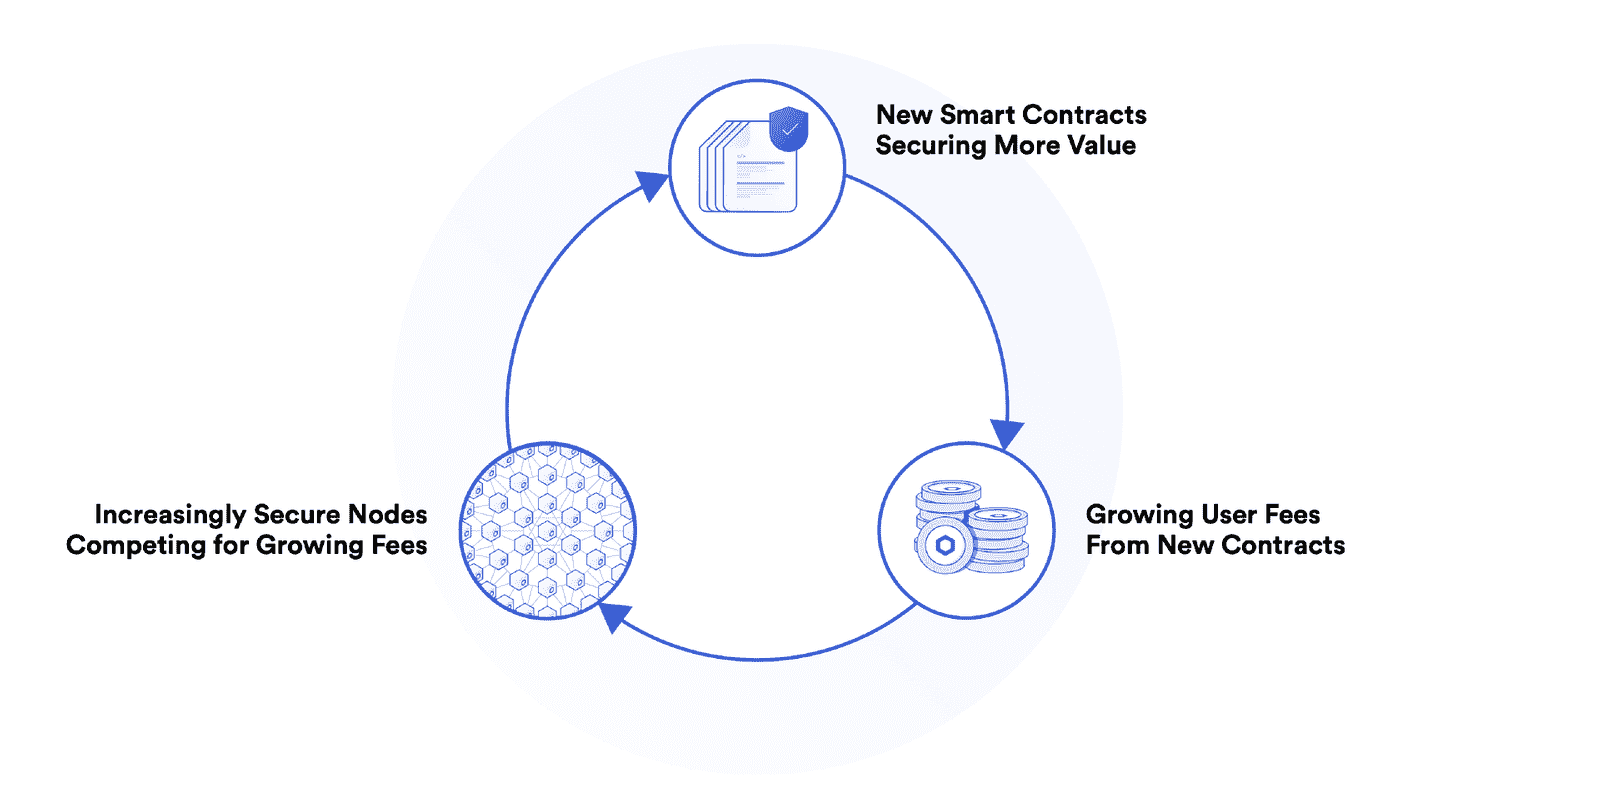 New Smart Contracts
Securing More Value
Increasingly Secure Nodes
Competing for Growing Fees
Growing User Fees
From New Contracts